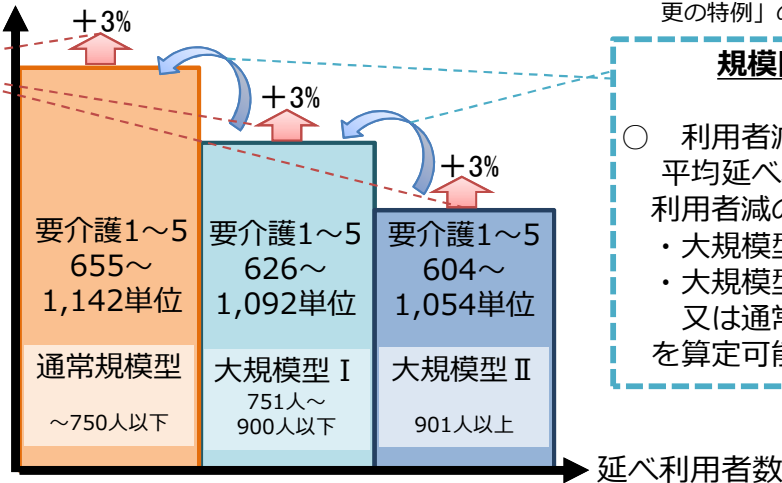 更の特例」の
+3%
+3%
+3%
規模
○ 利用者減
平均延べ
利用者減の
・大規模型
・大規模型
又は通常
を算定可能
要介護1~5
655~
1,142単位
要介護1~5
626~
1,092単位
要介護1~5
604~
1,054単位
通常規模型
~750人以下
大規模型Ⅰ
751人~
900人以下
大規模型Ⅱ
901人以上
延べ利用者数